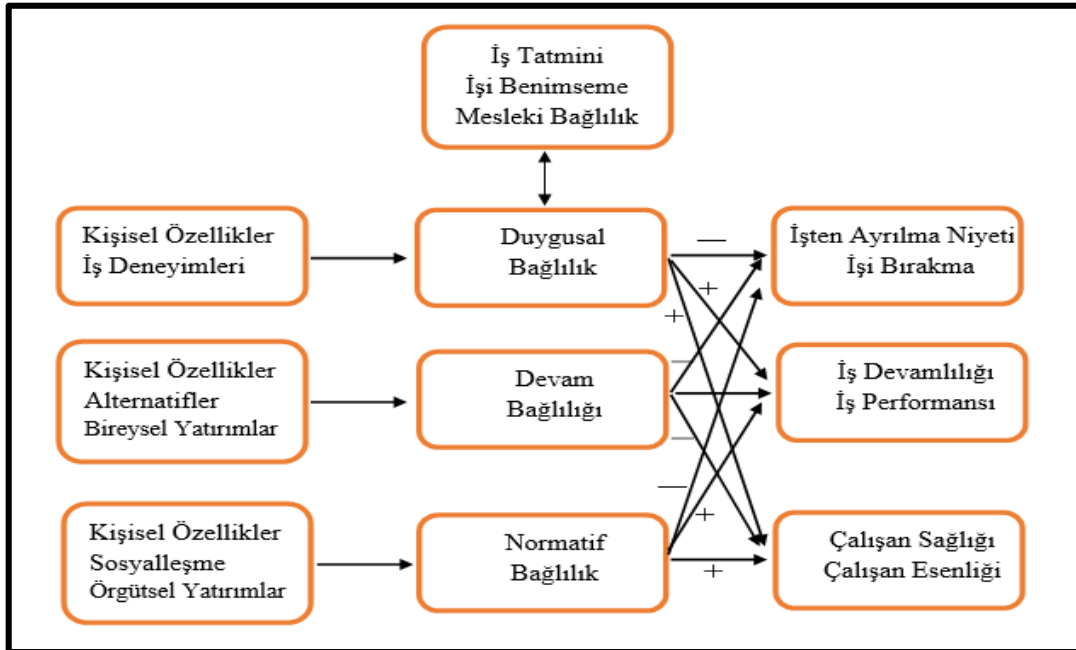 İş Tatmini
İşi Benimseme
Mesleki Bağlılık
Kişisel Özellikler
İş Deneyimleri
Duygusal
Bağlılık
İşten Ayrılma Niyeti
İşi Bırakma
—
+
+
Kişisel Özellikler
Alternatifler
Bireysel Yatırımlar
Devam
Bağlılığı
İş Devamlılığı
İş Performansı
—
—
—
+
+
Kişisel Özellikler
Sosyalleşme
Örgütsel Yatırımlar
Normatif
Bağlılık
Çalışan Sağlığı
Çalışan Esenliği